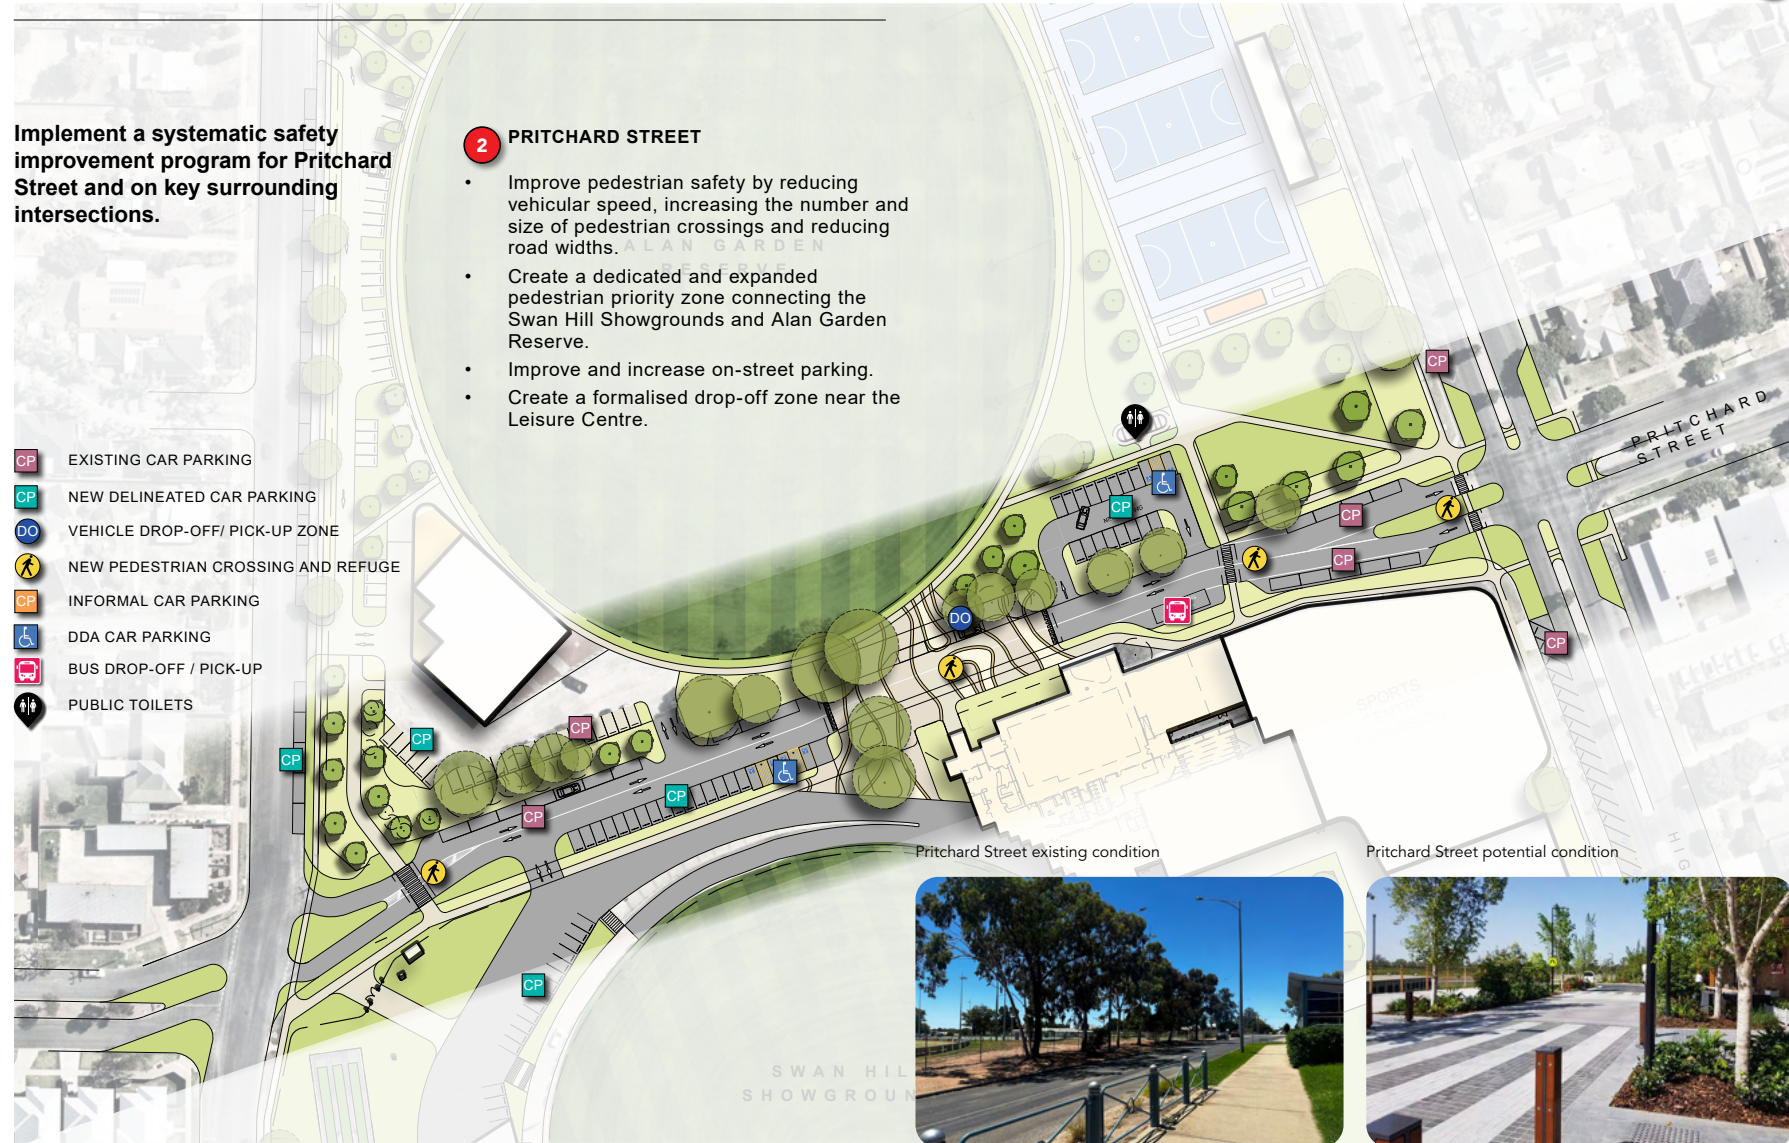 Implement a systematic safety
improvement program for Pritchard
Street and on key surrounding
intersections.
2
PRITCHARD STREET
• Improve pedestrian safety by reducing
vehicular speed, increasing the number and
size of pedestrian crossings and reducing
road widths.
• Create a dedicated and expanded
pedestrian priority zone connecting the
Swan Hill Showgrounds and Alan Garden
Reserve.
• Improve and increase on-street parking.
• Create a formalised drop-off zone near the
Leisure Centre.
ALAN GARDEN
RESERVE
CP EXISTING CAR PARKING
CP NEW DELINEATED CAR PARKING
DO VEHICLE DROP-OFF/ PICK-UP ZONE
NEW PEDESTRIAN CROSSING AND REFUGE
CP INFORMAL CAR PARKING
DDA CAR PARKING
BUS DROP-OFF / PICK-UP
PUBLIC TOILETS
CP
PRITCHARD
STREET
CP
CP
CP
DO
CP
SPORTS
CP
CP
CP
CP
CP
CP
HIG
Pritchard Street existing condition
Pritchard Street potential condition
SWAN HIL
SHOWGROUN